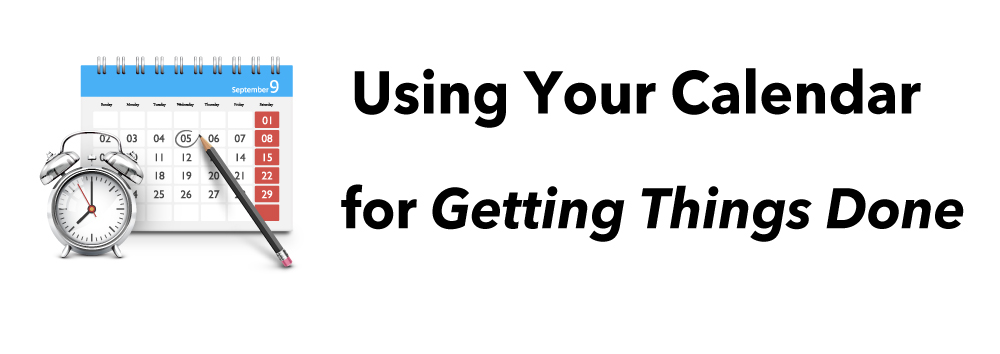 September 9
Sunday Monday Tuesday Wednesday Thursday Friday Saturday
01
02 03 04 05 06 07 08
11 12 14 15
18 19 20 21 22
25 26 27 28 29
Using Your Calendar
for Getting Things Done